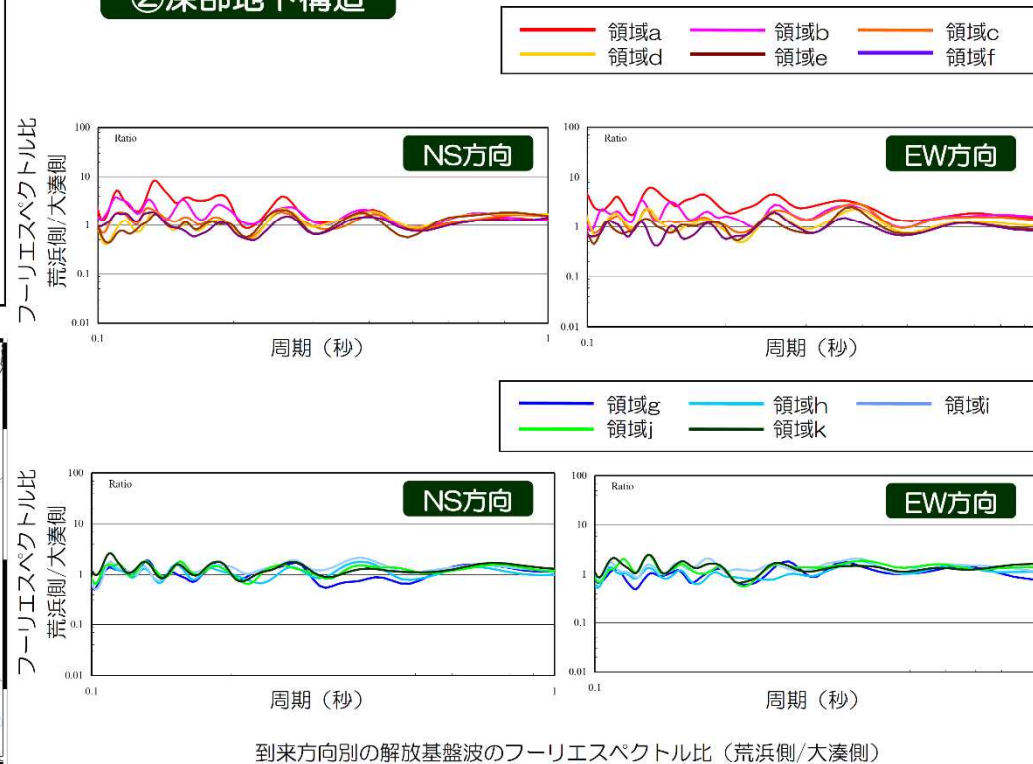 ②深部地下構造
領域a 領域b 領域c
領域d 領域e 領域f
フーリエスペクトル比
荒浜側/大湊側
100
10
1
0.1
0.01
Ratio
NS方向
0.1
1
周期（秒）
100
10
1
0.1
0.01
Ratio
EW方向
0.1
周期（秒）
領域g 領域h 領域i
領域j 領域k
フーリエスペクトル比
荒浜側/大湊側
100
10
1
0.1
0.01
Ratio
NS方向
0.1
1
周期（秒）
100
10
1
0.1
0.01
Ratio
EW方向
0.1
周期（秒）
到来方向別の解放基盤波のフーリエスペクトル比（荒浜側/大湊側）